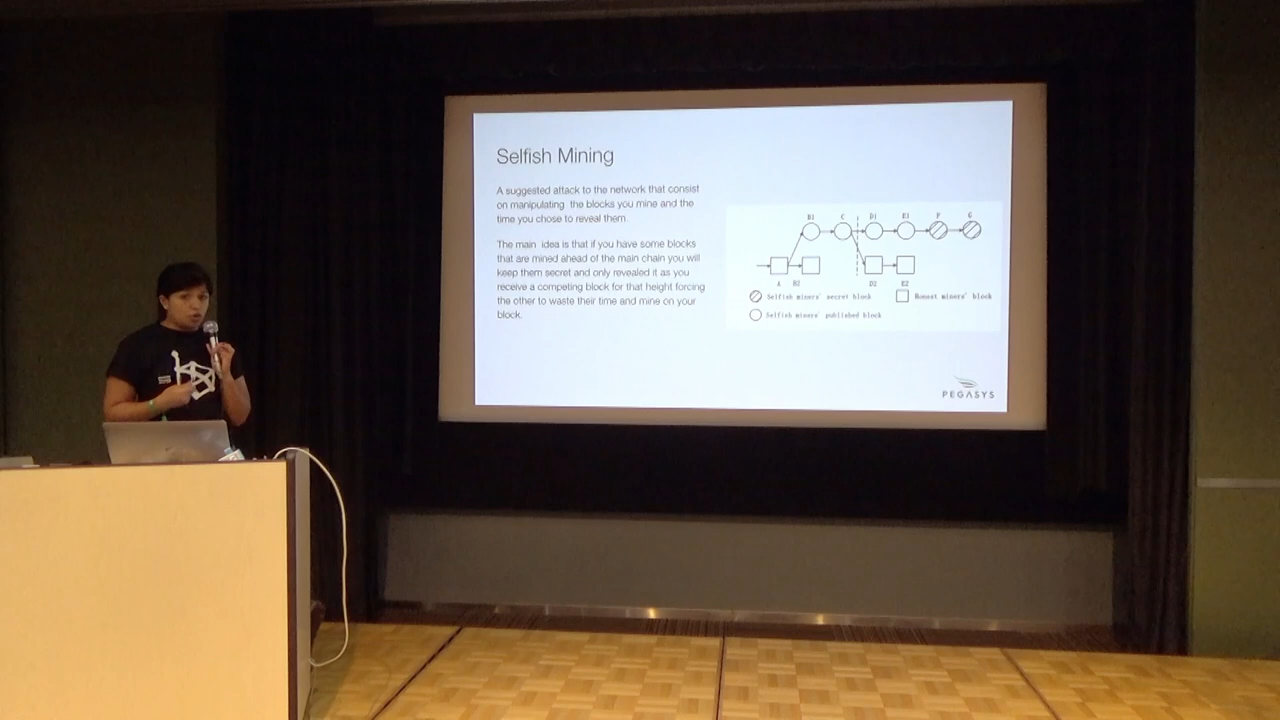 Selfish Mining
A suggested attack to the network that consist
on manipulating the blocks you mine and the
time you chose to reveal them.
The main idea is that if you have some blocks
that are mined ahead of the main chain you will
keep them secret and only revealed it as you
receive a competing block for that height forcing
the other to waste their time and mine on your
block.
B1 C D1 E1 F G
A B2 D2 E2
Selfish miners' secret block
Honest miners' block
Selfish miners' published block
PEGASYS